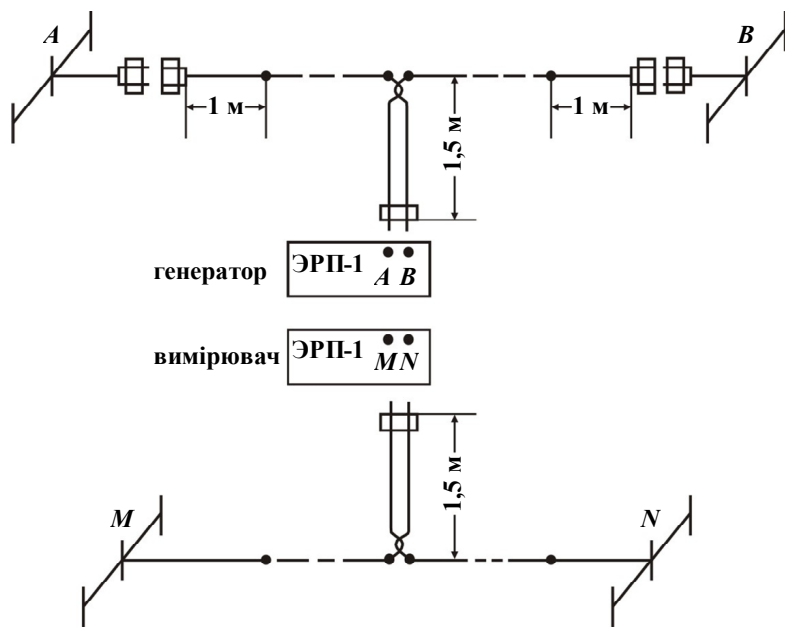 A B
1 м 1 м
1,5 м
генератор ЭРП-1
A B
вимірювач ЭРП-1
M N
1,5 м
M N